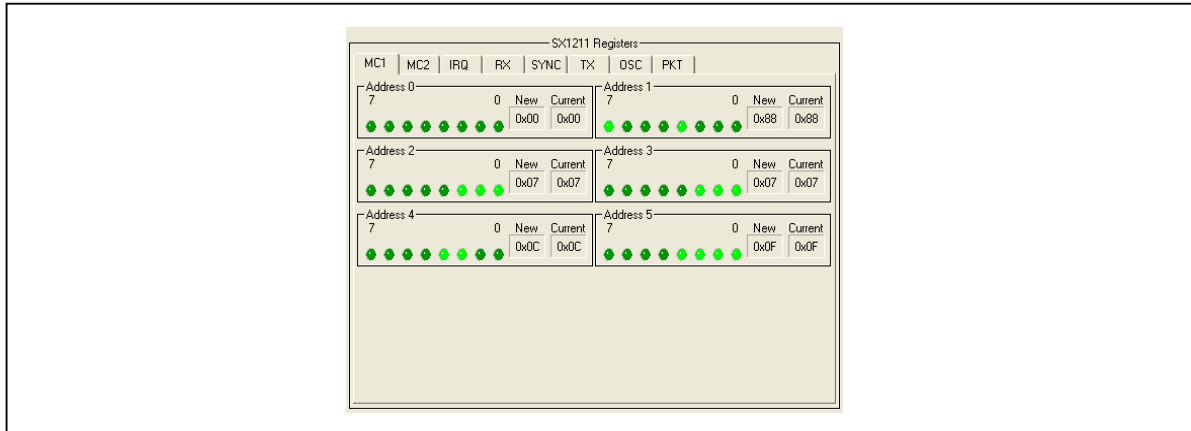 SX1211 Registers
MC1 MC2 IRQ RX SYNC TX OSC PKT
Address 0
7 0 New Current
0x00 0x00
Address 1
7 0 New Current
0x88 0x88
Address 2
7 0 New Current
0x07 0x07
Address 3
7 0 New Current
0x07 0x07
Address 4
7 0 New Current
0x0C 0x0C
Address 5
7 0 New Current
0x0F 0x0F